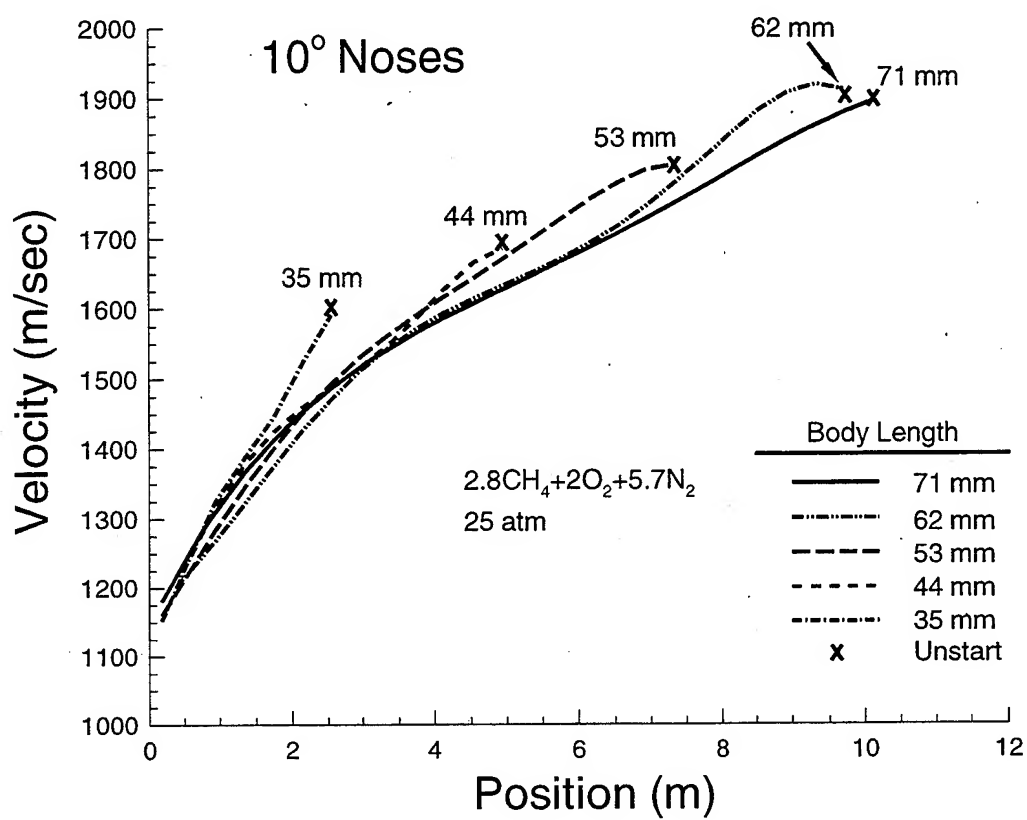 10° Noses
62 mm
71 mm
53 mm
44 mm
35 mm
Velocity (m/sec)
2000
1900
1800
1700
1600
1500
1400
1300
1200
1100
1000
2.8CH₄+2O₂+5.7N₂
25 atm
Body Length
71 mm
62 mm
53 mm
44 mm
35 mm
X Unstart
0 2 4 6 8 10 12
Position (m)